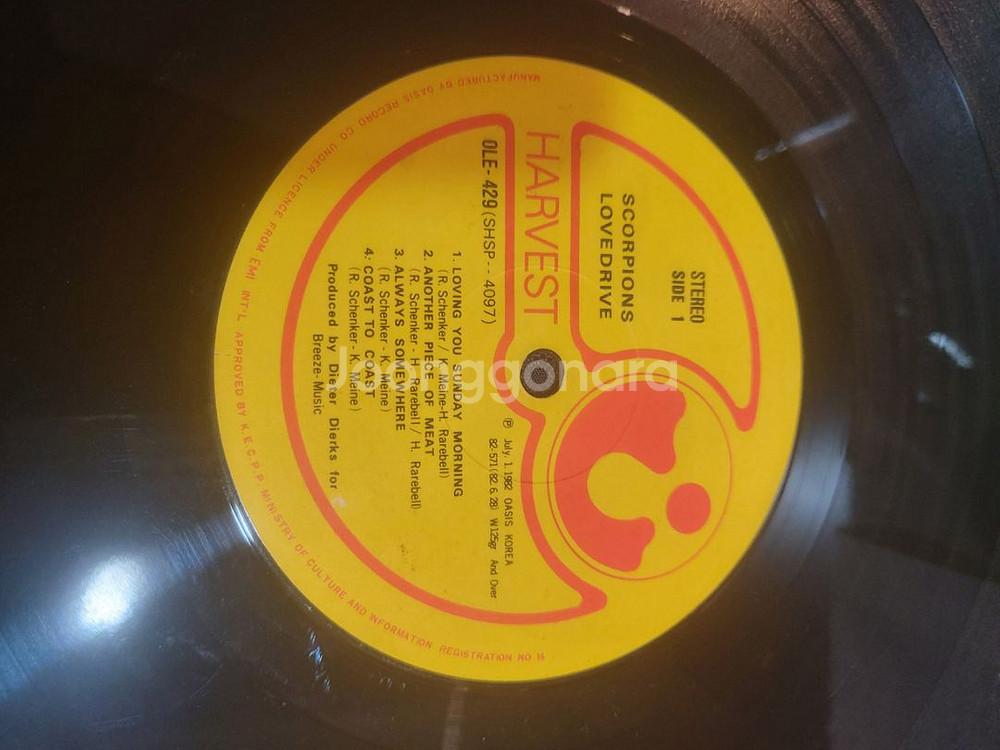 HARVEST
SCORPIONS
LOVEDRIVE
STEREO
SIDE 1
OLE-429 (SHSP-- 4097)
1. LOVING YOU SUNDAY MORNING
(R. Schenker / K. Meine-H. Rarebell)
2. ANOTHER PIECE OF MEAT
(R. Schenker - H. Rarebell / H. Rarebell)
3. ALWAYS SOMEWHERE
(R. Schenker - K. Meine)
4. COAST TO COAST
(R. Schenker - K. Meine)
Produced by Dieter Dierks for
Breeze-Music
Ⓟ July. 1. 1982 OASIS KOREA
82-571(82. 6. 28) W125gr And Over
MANUFACTURED BY OASIS RECORD CO. UNDER LICENCE FROM EMI INT'L APPROVED BY K.E.C.P.P. MINISTRY OF CULTURE AND INFORMATION REGISTRATION NO 16
Joonggonara